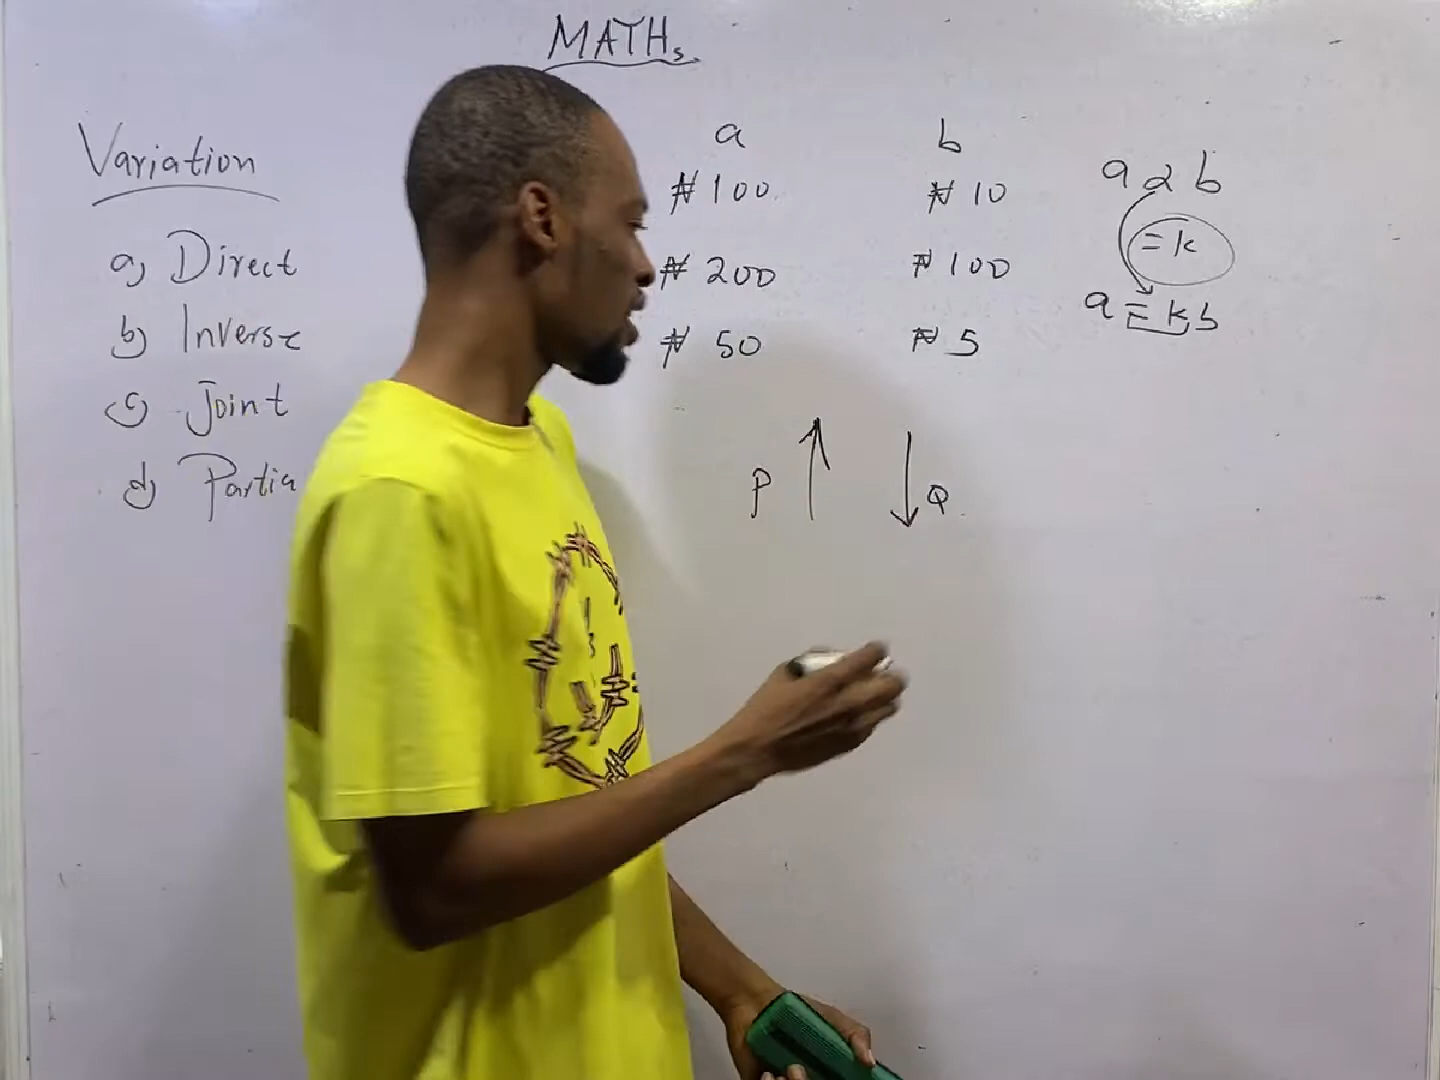 MATHs
Variation
a) Direct
b) Inverse
c) Joint
d) Partia
a b
₦ 100 ₦ 10
₦ 200 ₦ 100
₦ 50 ₦ 5
P Q
a α b
= k
a = kb